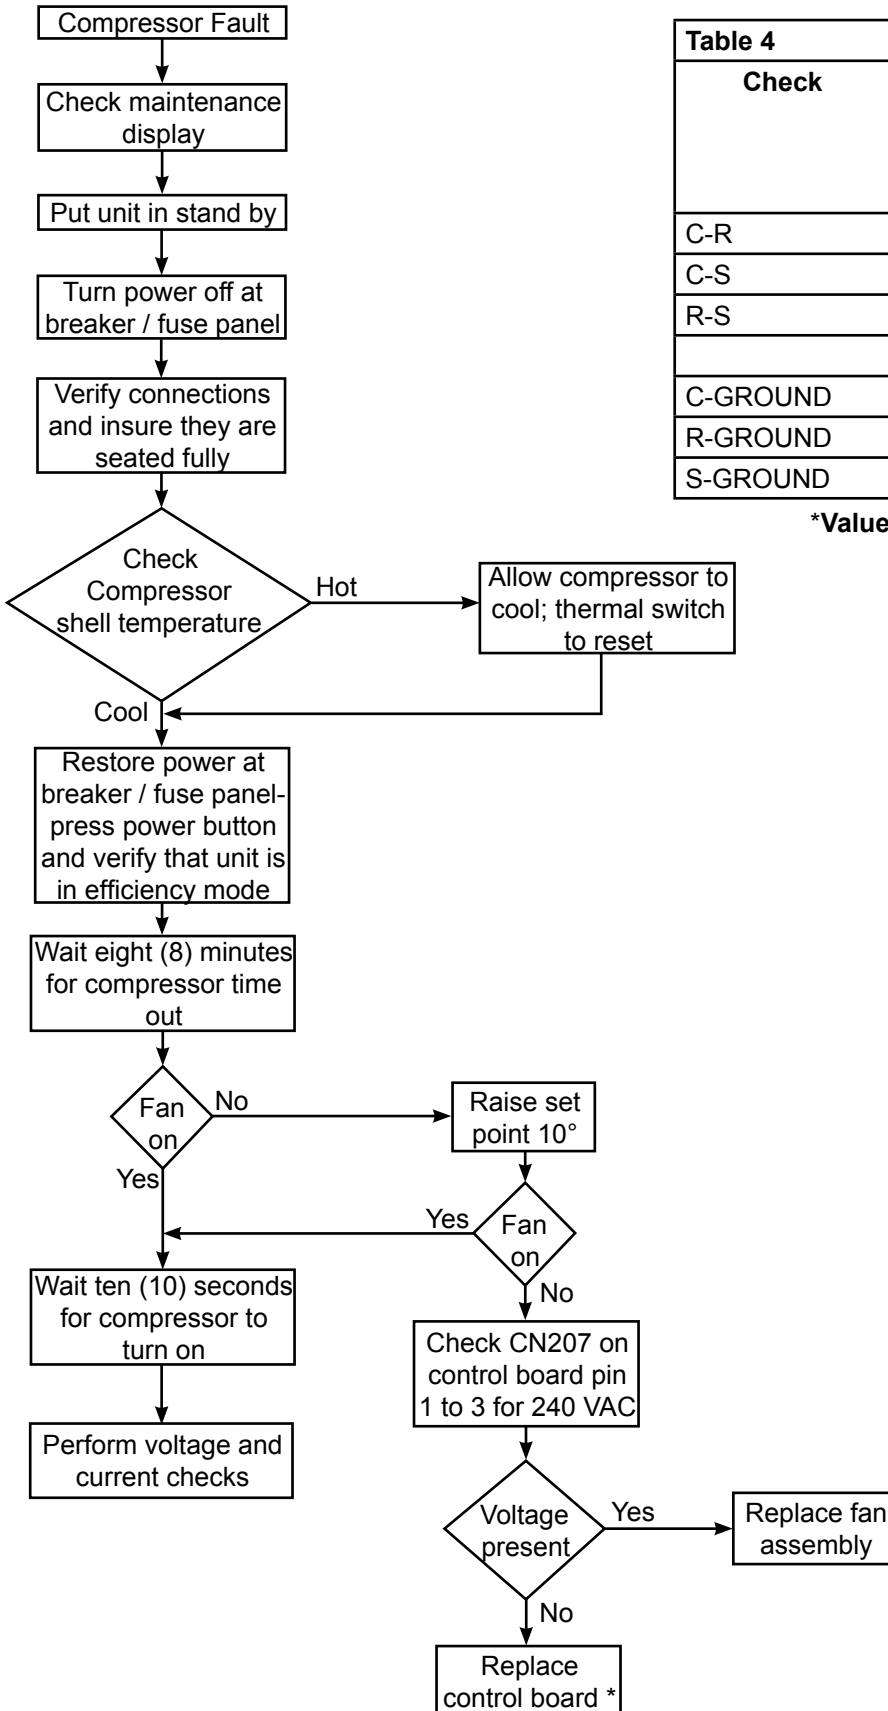 Compressor Fault
Check maintenance
display
Put unit in stand by
Turn power off at
breaker / fuse panel
Verify connections
and insure they are
seated fully
Check
Compressor
shell temperature
Hot
Allow compressor to
cool; thermal switch
to reset
Cool
Restore power at
breaker / fuse panel-
press power button
and verify that unit is
in efficiency mode
Wait eight (8) minutes
for compressor time
out
Fan
on
No
Raise set
point 10°
Yes
Yes
Fan
on
No
Wait ten (10) seconds
for compressor to
turn on
Check CN207 on
control board pin
1 to 3 for 240 VAC
Perform voltage and
current checks
Voltage
present
Yes
Replace fan
assembly
No
Replace
control board *
Table 4
Check
C-R
C-S
R-S
C-GROUND
R-GROUND
S-GROUND
*Value